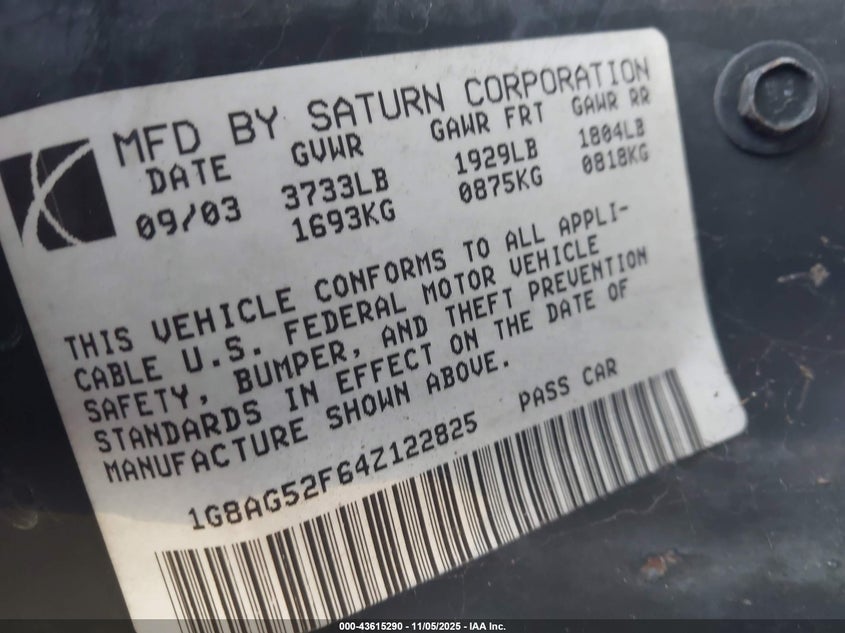 MFD BY SATURN CORPORATION
DATE GVWR GAWR FRT GAWR RR
09/03 3733LB 1929LB 1804LB
1693KG 0875KG 0818KG
THIS VEHICLE CONFORMS TO ALL APPLI-
CABLE U.S. FEDERAL MOTOR VEHICLE
SAFETY, BUMPER, AND THEFT PREVENTION
STANDARDS IN EFFECT ON THE DATE OF
MANUFACTURE SHOWN ABOVE.
1G8AG52F64Z122825 PASS CAR
000-43615290 - 11/05/2025 - IAA Inc.